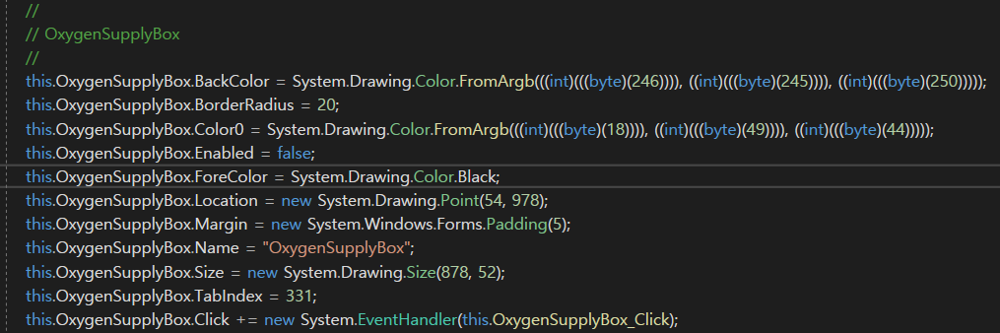 //
// OxygenSupplyBox
//
this.OxygenSupplyBox.BackColor = System.Drawing.Color.FromArgb(((int)(((byte)(246)))), ((int)(((byte)(245)))), ((int)(((byte)(250)))));
this.OxygenSupplyBox.BorderRadius = 20;
this.OxygenSupplyBox.Color0 = System.Drawing.Color.FromArgb(((int)(((byte)(18)))), ((int)(((byte)(49)))), ((int)(((byte)(44)))));
this.OxygenSupplyBox.Enabled = false;
this.OxygenSupplyBox.ForeColor = System.Drawing.Color.Black;
this.OxygenSupplyBox.Location = new System.Drawing.Point(54, 978);
this.OxygenSupplyBox.Margin = new System.Windows.Forms.Padding(5);
this.OxygenSupplyBox.Name = "OxygenSupplyBox";
this.OxygenSupplyBox.Size = new System.Drawing.Size(878, 52);
this.OxygenSupplyBox.TabIndex = 331;
this.OxygenSupplyBox.Click += new System.EventHandler(this.OxygenSupplyBox_Click);